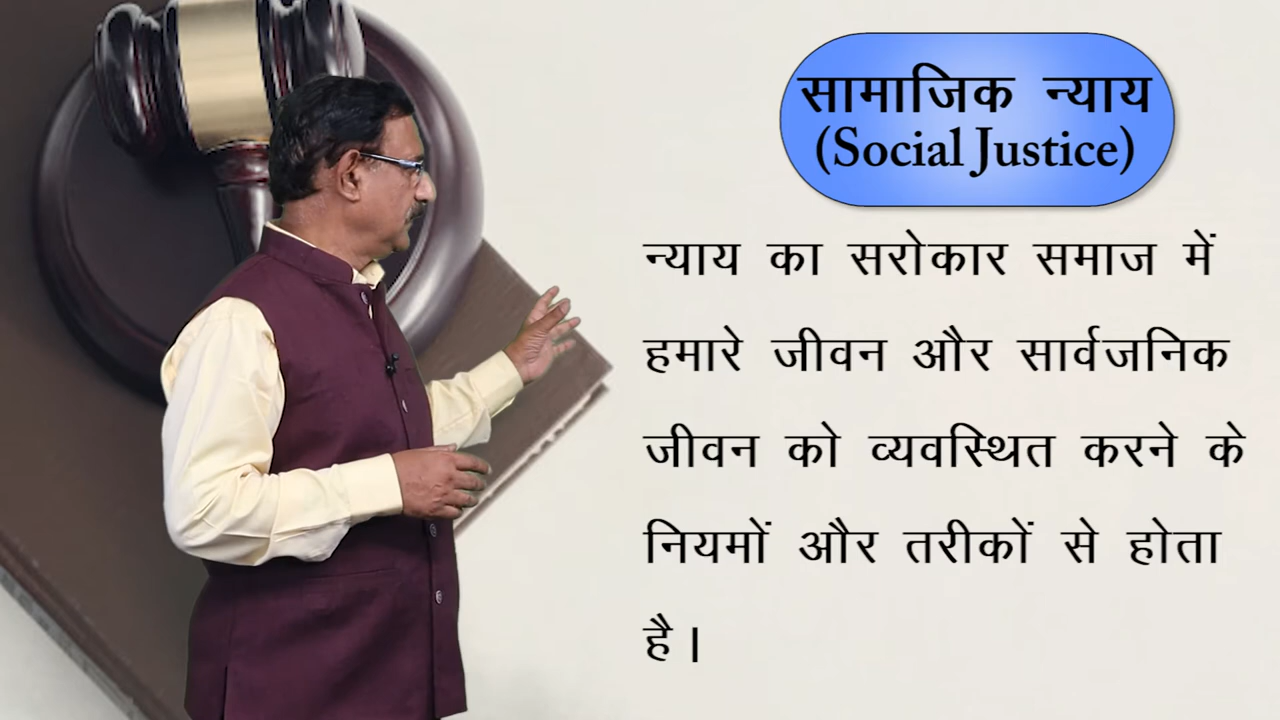 सामाजिक न्याय
(Social Justice)
न्याय का सरोकार समाज में
हमारे जीवन और सार्वजनिक
जीवन को व्यवस्थित करने के
नियमों और तरीकों से होता
है।